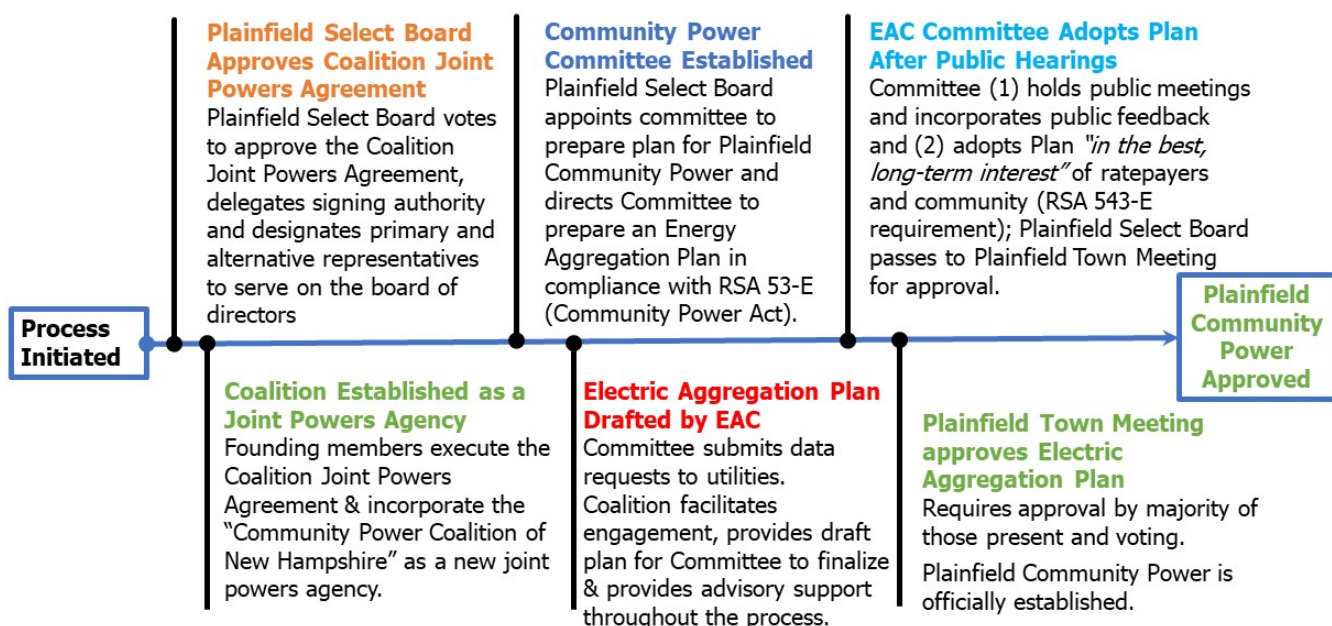 Process
Initiated
Plainfield Select Board
Approves Coalition Joint
Powers Agreement
Plainfield Select Board votes
to approve the Coalition
Joint Powers Agreement,
delegates signing authority
and designates primary and
alternative representatives
to serve on the board of
directors
Coalition Established as a
Joint Powers Agency
Founding members execute the
Coalition Joint Powers
Agreement & incorporate the
“Community Power Coalition of
New Hampshire” as a new joint
powers agency.
Community Power
Committee Established
Plainfield Select Board
appoints committee to
prepare plan for Plainfield
Community Power and
directs Committee to
prepare an Energy
Aggregation Plan in
compliance with RSA 53-E
(Community Power Act).
Electric Aggregation Plan
Drafted by EAC
Committee submits data
requests to utilities.
Coalition facilitates
engagement, provides draft
plan for Committee to finalize
& provides advisory support
throughout the process.
EAC Committee Adopts Plan
After Public Hearings
Committee (1) holds public meetings
and incorporates public feedback
and (2) adopts Plan “in the best,
long-term interest” of ratepayers
and community (RSA 543-E
requirement); Plainfield Select Board
passes to Plainfield Town Meeting
for approval.
Plainfield Town Meeting
approves Electric
Aggregation Plan
Requires approval by majority of
those present and voting.
Plainfield Community Power is
officially established.
Plainfield
Community
Power
Approved